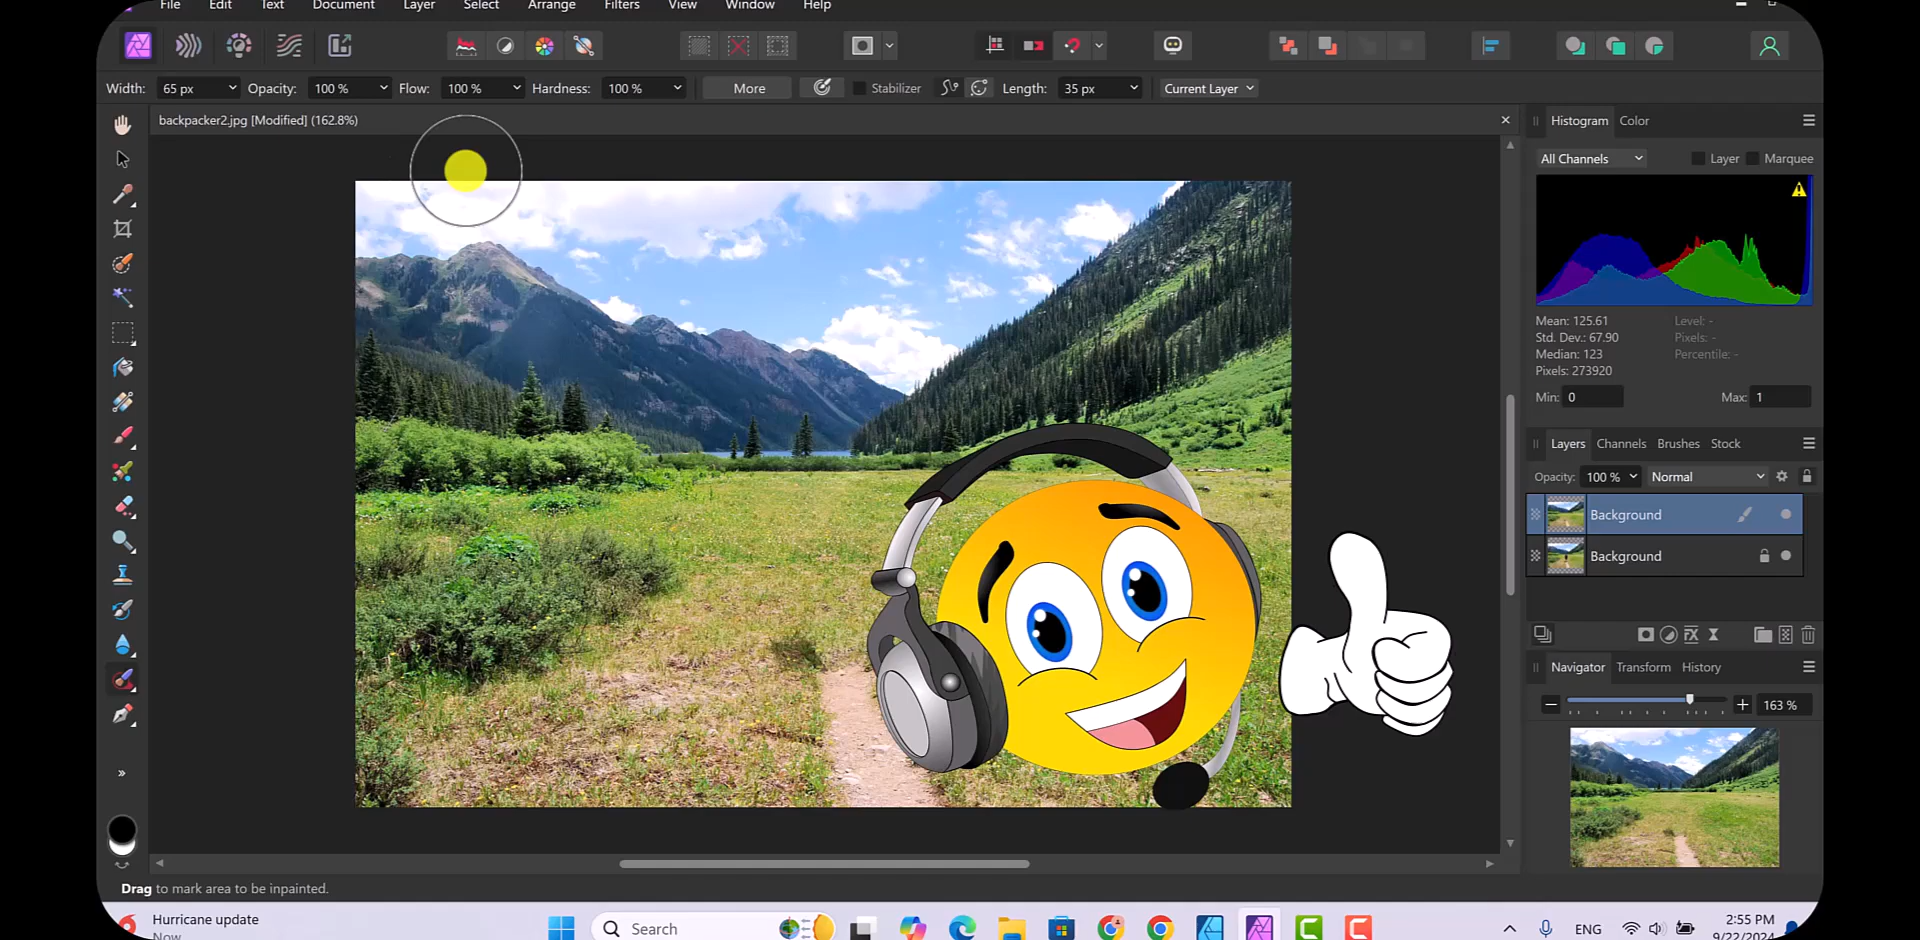 File Edit Text Document Layer Select Arrange Filters View Window Help
Width: 65 px Opacity: 100 % Flow: 100 % Hardness: 100 % More Stabilizer Length: 35 px Current Layer
backpacker2.jpg [Modified] (162.8%)
Histogram Color
All Channels Layer Marquee
Mean: 125.61 Level: -
Std. Dev.: 67.90 Pixels: -
Median: 123 Percentile: -
Pixels: 273920
Min: 0 Max: 1
Layers Channels Brushes Stock
Opacity: 100 % Normal
Background
Background
FX
Navigator Transform History
163 %
Drag to mark area to be inpainted.
Hurricane update
Now
Search
ENG
2:55 PM
9/22/2024